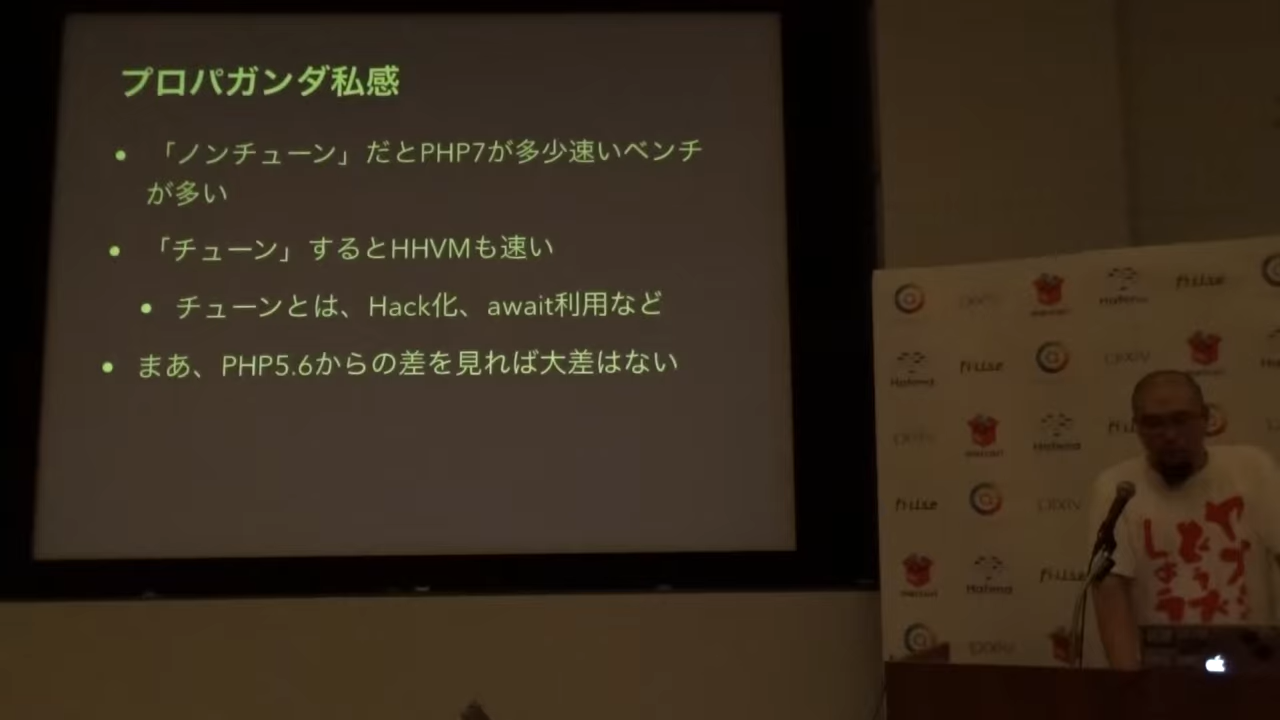 プロパガンダ私感
• 「ノンチューン」だとPHP7が多少速いベンチ
が多い
• 「チューン」するとHHVMも速い
• チューンとは、Hack化、await利用など
• まあ、PHP5.6からの差を見れば大差はない
Hatena
pixiv
mercari